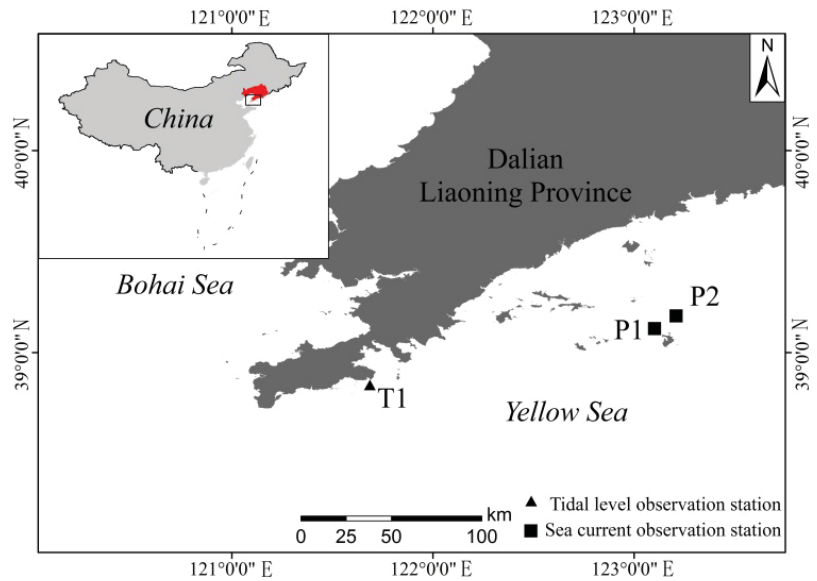 121°0'0" E
122°0'0" E
123°0'0" E
N
China
40°0'0" N
40°0'0" N
Dalian
Liaoning Province
Bohai Sea
P2
P1
39°0'0" N
39°0'0" N
T1
Yellow Sea
km
0 25 50 100
Tidal level observation station
Sea current observation station
121°0'0" E
122°0'0" E
123°0'0" E